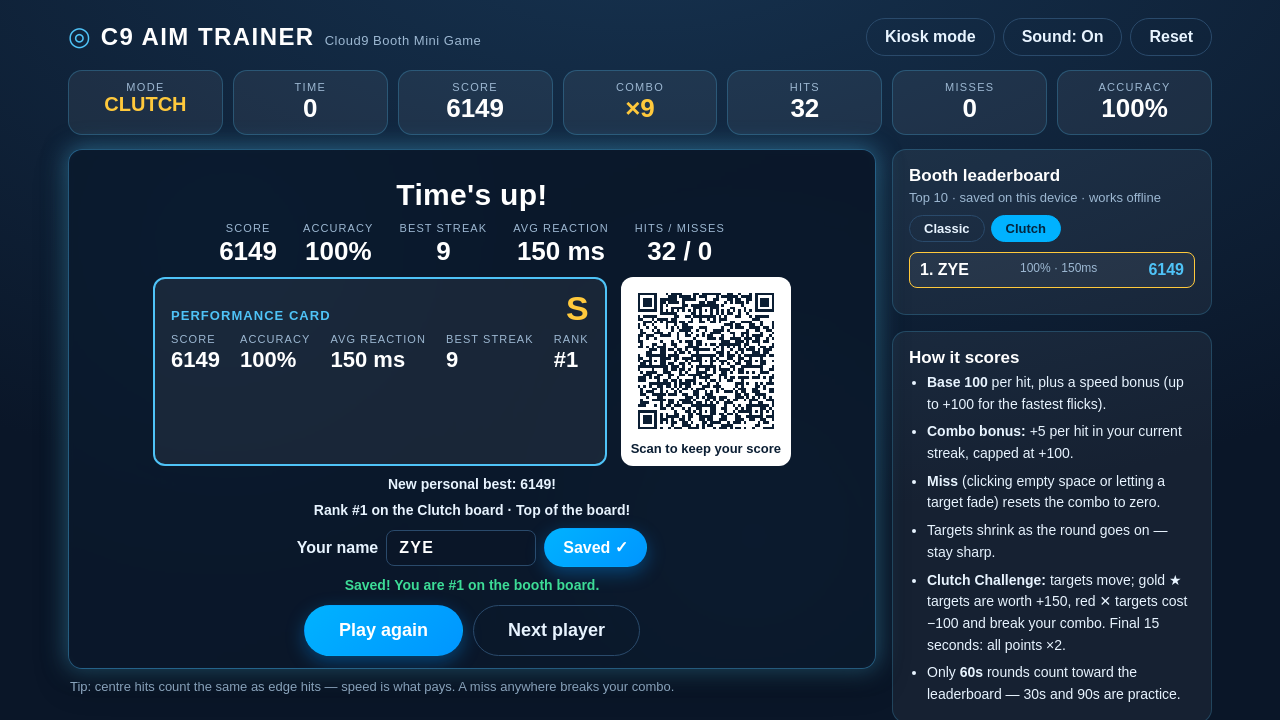 ◎ C9 AIM TRAINER Cloud9 Booth Mini Game
Kiosk mode Sound: On Reset
MODE
CLUTCH
TIME
0
SCORE
6149
COMBO
×9
HITS
32
MISSES
0
ACCURACY
100%
Time's up!
SCORE
6149
ACCURACY
100%
BEST STREAK
9
AVG REACTION
150 ms
HITS / MISSES
32 / 0
PERFORMANCE CARD
S
SCORE
6149
ACCURACY
100%
AVG REACTION
150 ms
BEST STREAK
9
RANK
#1
Scan to keep your score
New personal best: 6149!
Rank #1 on the Clutch board · Top of the board!
Your name ZYE Saved ✓
Saved! You are #1 on the booth board.
Play again Next player
Tip: centre hits count the same as edge hits — speed is what pays. A miss anywhere breaks your combo.
Booth leaderboard
Top 10 · saved on this device · works offline
Classic Clutch
1. ZYE 100% · 150ms 6149
How it scores
• Base 100 per hit, plus a speed bonus (up
to +100 for the fastest flicks).
• Combo bonus: +5 per hit in your current
streak, capped at +100.
• Miss (clicking empty space or letting a
target fade) resets the combo to zero.
• Targets shrink as the round goes on —
stay sharp.
• Clutch Challenge: targets move; gold ★
targets are worth +150, red ✕ targets cost
−100 and break your combo. Final 15
seconds: all points ×2.
• Only 60s rounds count toward the
leaderboard — 30s and 90s are practice.